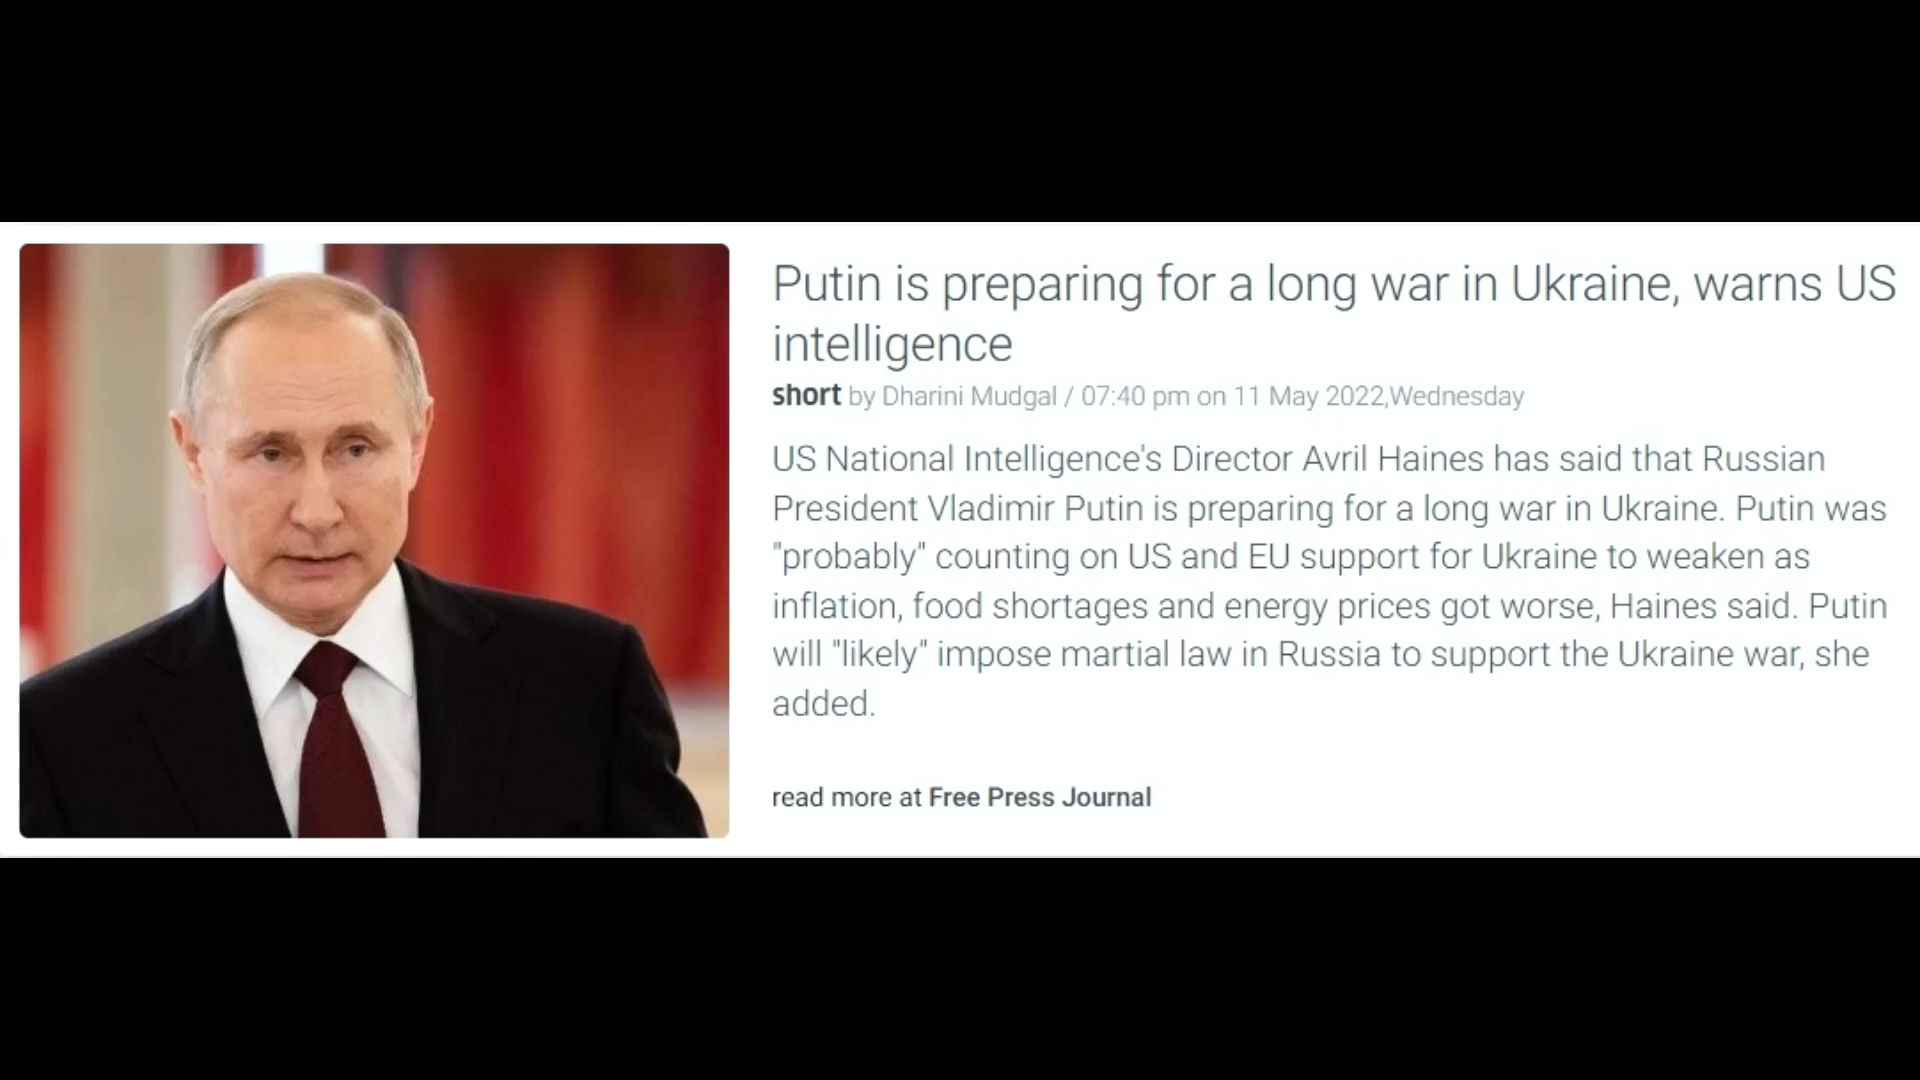 Putin is preparing for a long war in Ukraine, warns US
intelligence
short by Dharini Mudgal / 07:40 pm on 11 May 2022,Wednesday
US National Intelligence's Director Avril Haines has said that Russian
President Vladimir Putin is preparing for a long war in Ukraine. Putin was
"probably" counting on US and EU support for Ukraine to weaken as
inflation, food shortages and energy prices got worse, Haines said. Putin
will "likely" impose martial law in Russia to support the Ukraine war, she
added.
read more at Free Press Journal